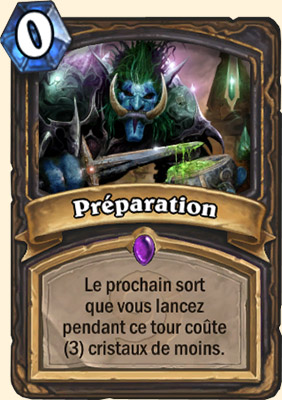 0
Préparation
Le prochain sort
que vous lancez
pendant ce tour coûte
(3) cristaux de moins.